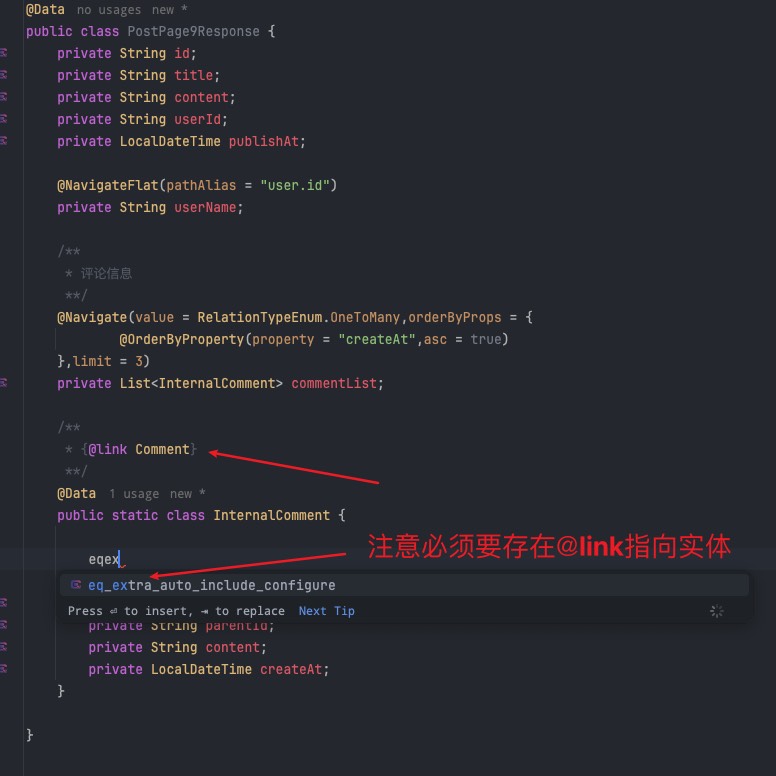 @Data no usages new *
public class PostPage9Response {
private String id;
private String title;
private String content;
private String userId;
private LocalDateTime publishAt;
@NavigateFlat(pathAlias = "user.id")
private String userName;
/**
* 评论信息
**/
@Navigate(value = RelationTypeEnum.OneToMany,orderByProps = {
@OrderByProperty(property = "createAt",asc = true)
},limit = 3)
private List<InternalComment> commentList;
/**
* {@link Comment}
**/
@Data 1 usage new *
public static class InternalComment {
注意必须要存在@link指向实体
eqex
eq_extra_auto_include_configure
Press ⏎ to insert, ⇥ to replace Next Tip
private String parentId;
private String content;
private LocalDateTime createAt;
}
}